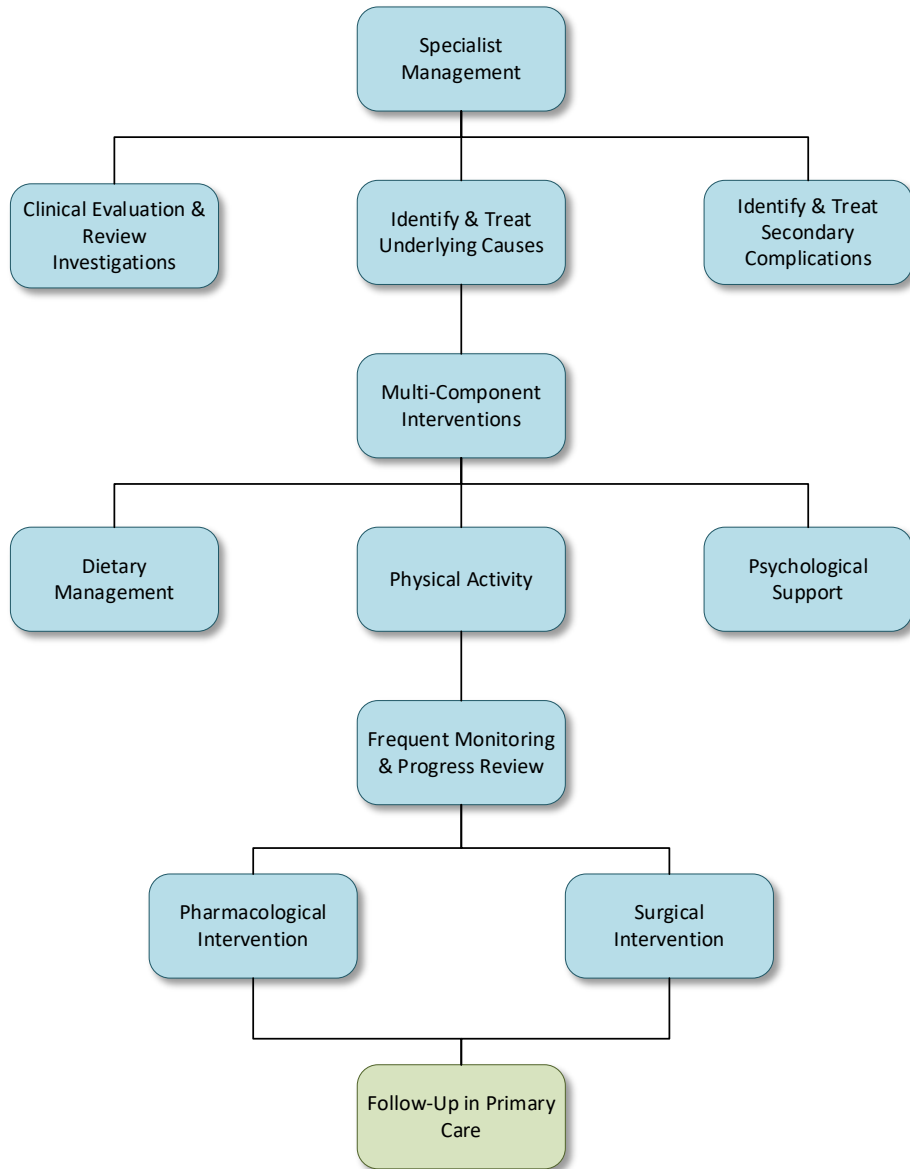 Specialist
Management
Clinical Evaluation &
Review
Investigations
Identify & Treat
Underlying Causes
Identify & Treat
Secondary
Complications
Multi-Component
Interventions
Dietary
Management
Physical Activity
Psychological
Support
Frequent Monitoring
& Progress Review
Pharmacological
Intervention
Surgical
Intervention
Follow-Up in Primary
Care